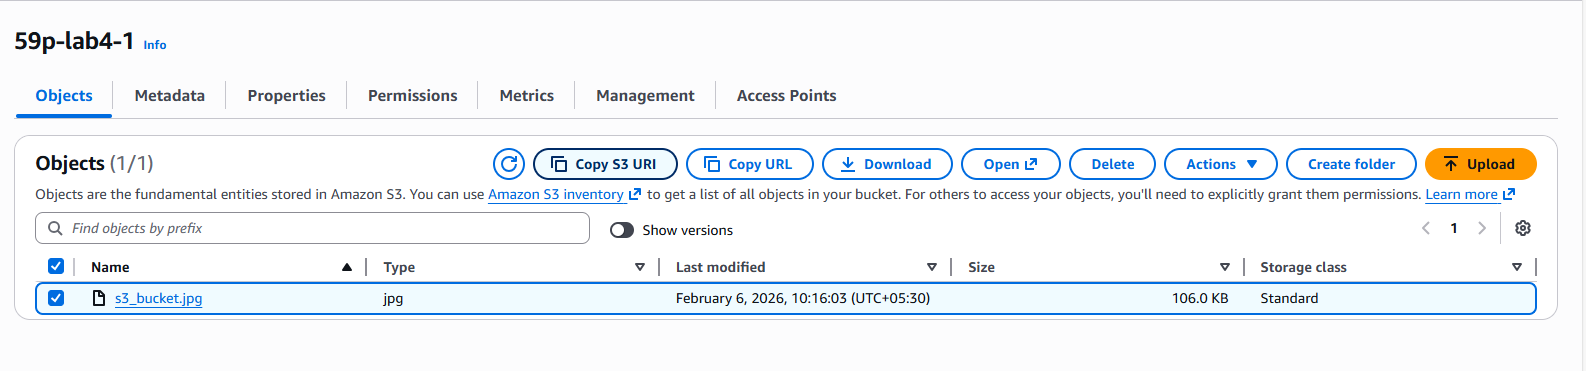 59p-lab4-1 Info
Objects Metadata Properties Permissions Metrics Management Access Points
Objects (1/1) Copy S3 URI Copy URL Download Open Delete Actions Create folder Upload
Objects are the fundamental entities stored in Amazon S3. You can use Amazon S3 inventory to get a list of all objects in your bucket. For others to access your objects, you'll need to explicitly grant them permissions. Learn more
Find objects by prefix Show versions 1
Name Type Last modified Size Storage class
s3_bucket.jpg jpg February 6, 2026, 10:16:03 (UTC+05:30) 106.0 KB Standard